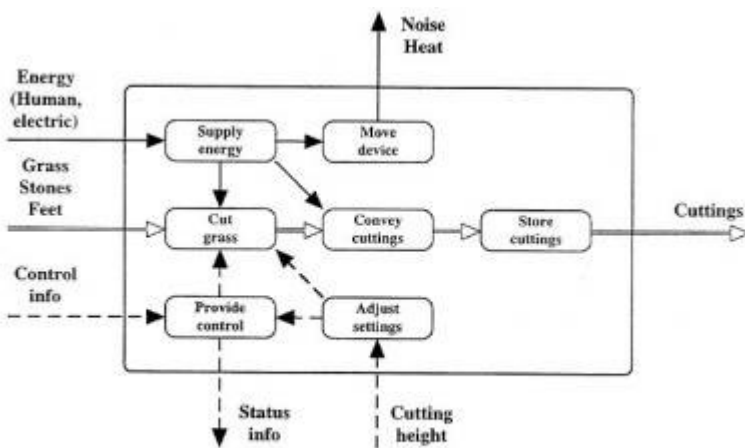 Noise
Heat
Energy
(Human,
electric)
Supply
energy
Move
device
Grass
Stones
Feet
Cut
grass
Convey
cuttings
Store
cuttings
Cuttings
Control
info
Provide
control
Adjust
settings
Status
info
Cutting
height